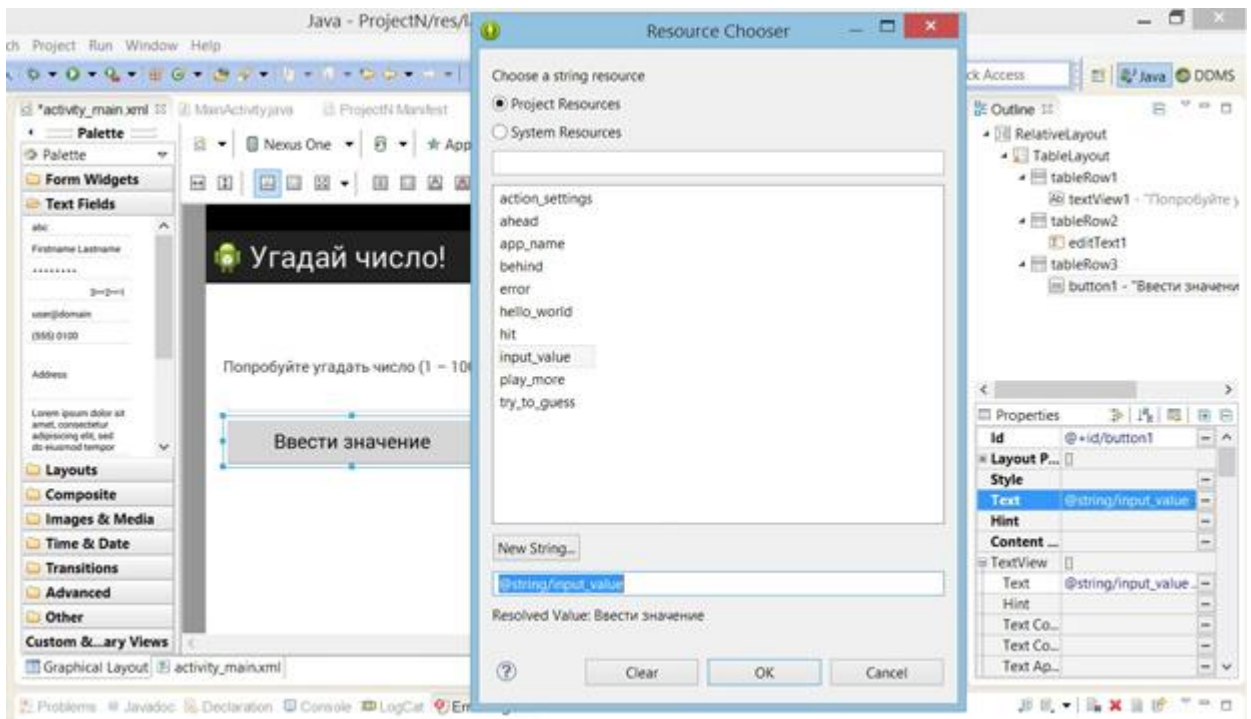 Java - ProjectN/res/l
ch Project Run Window Help
ck Access
Java
DDMS
*activity_main.xml
MainActivity.java
ProjectN Manifest
Palette
Palette
Form Widgets
Text Fields
abc
Firstname Lastname
user@domain
(555) 0100
Address
Lorem ipsum dolor sit
amet, consectetur
adipisicing elit, sed
do eiusmod tempor
Layouts
Composite
Images & Media
Time & Date
Transitions
Advanced
Other
Custom &...ary Views
Graphical Layout
activity_main.xml
Nexus One
App
Угадай число!
Попробуйте угадать число (1 – 10
Ввести значение
Resource Chooser
Choose a string resource
Project Resources
System Resources
action_settings
ahead
app_name
behind
error
hello_world
hit
input_value
play_more
try_to_guess
New String...
@string/input_value
Resolved Value: Ввести значение
Clear OK Cancel
Outline
RelativeLayout
TableLayout
tableRow1
textView1 - "Попробуйте у
tableRow2
editText1
tableRow3
button1 - "Ввести значени
Properties
Id @+id/button1
Layout P... []
Style
Text @string/input_value
Hint
Content ...
TextView []
Text @string/input_value ...
Hint
Text Co...
Text Co...
Text Ap...
Problems Javadoc Declaration Console LogCat Er